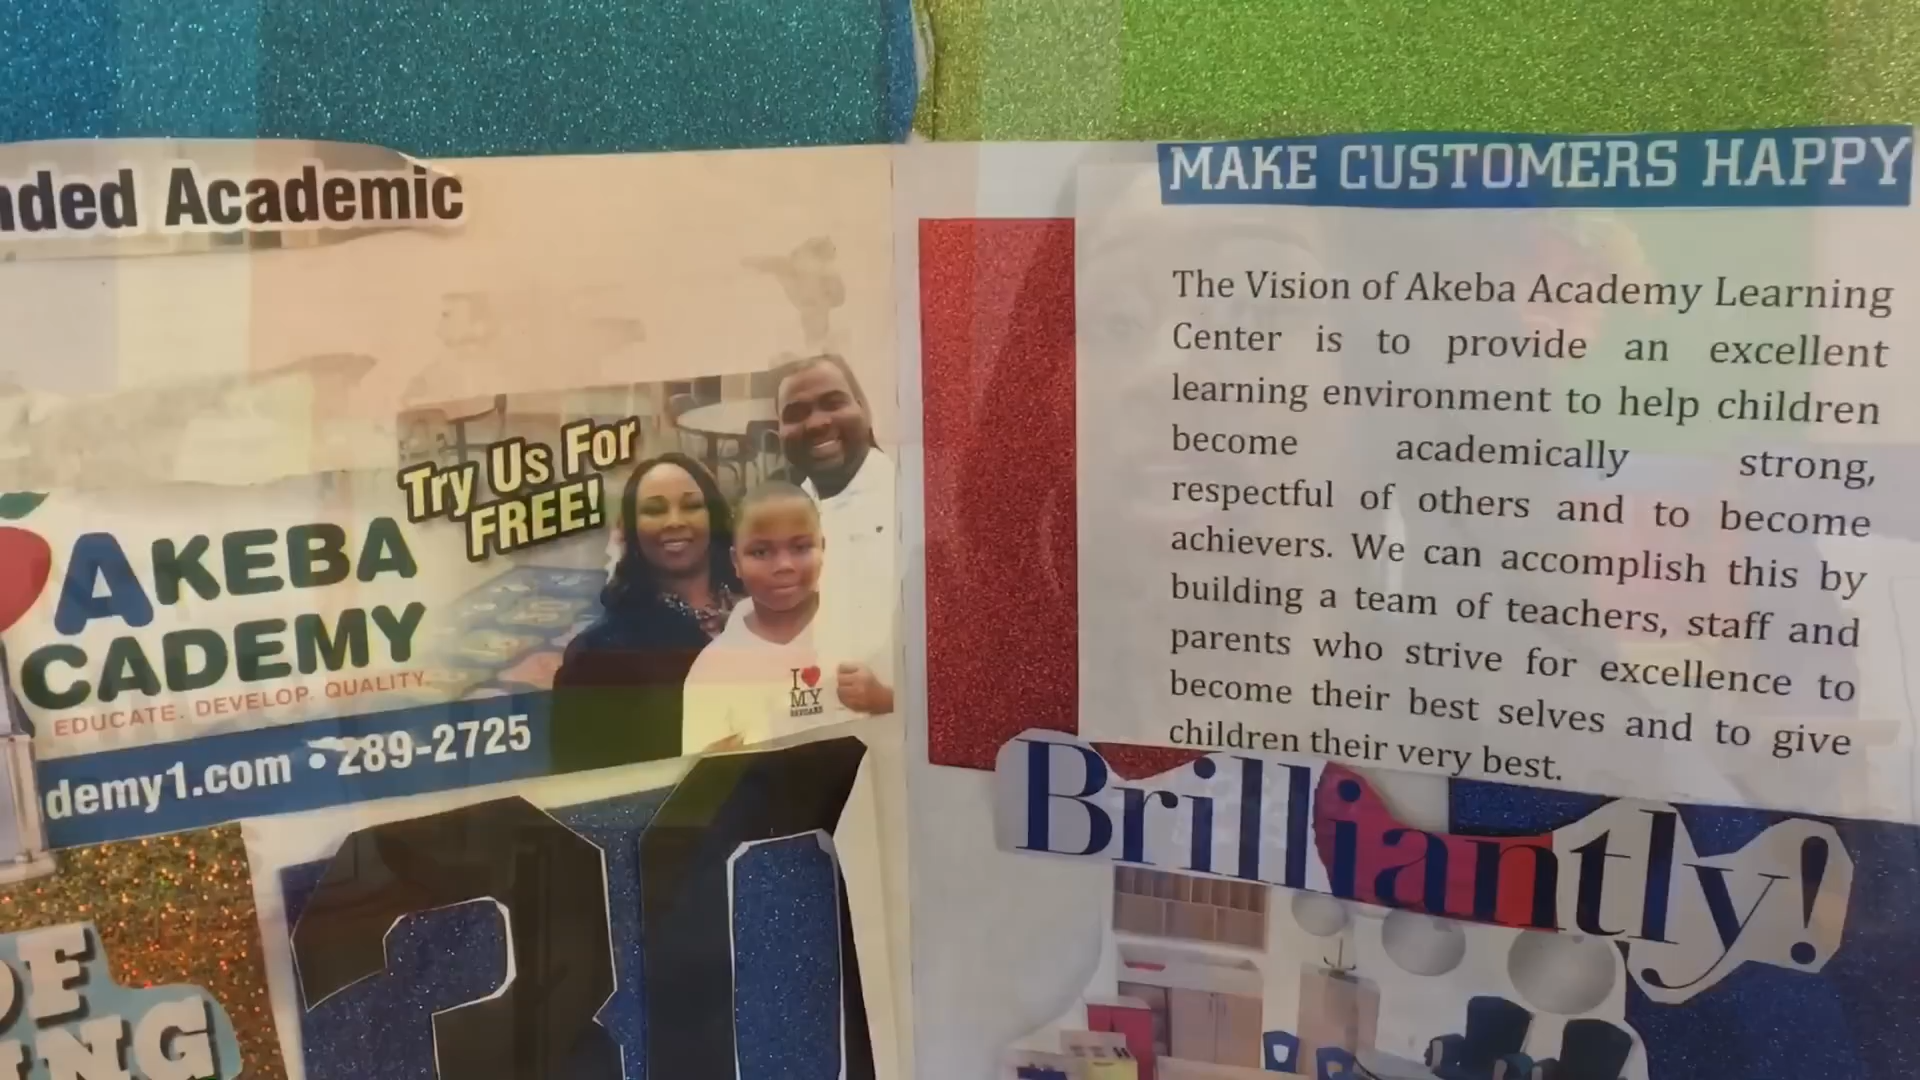 nded Academic
Try Us For
FREE!
AKEBA
CADEMY
EDUCATE. DEVELOP. QUALITY.
demy1.com • 289-2725
I
MY
30
OF
ING
MAKE CUSTOMERS HAPPY
The Vision of Akeba Academy Learning
Center is to provide an excellent
learning environment to help children
become academically strong,
respectful of others and to become
achievers. We can accomplish this by
building a team of teachers, staff and
parents who strive for excellence to
become their best selves and to give
children their very best.
Brilliantly!